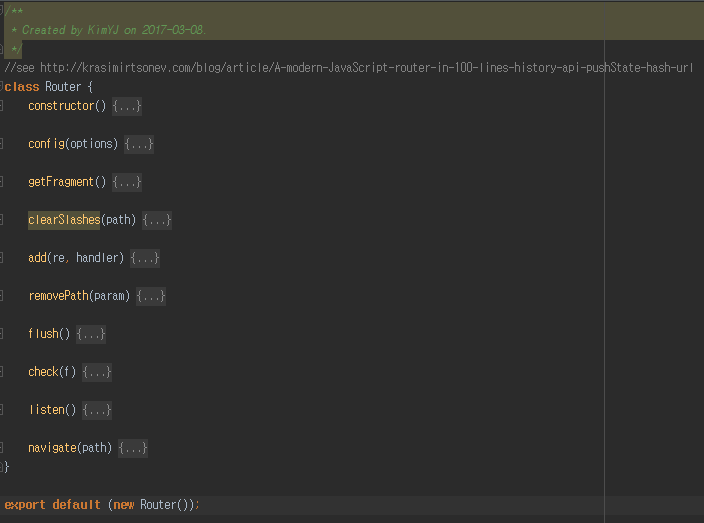 /**
* Created by KimYJ on 2017-03-08.
*/
//see http://krasimirtsonev.com/blog/article/A-modern-JavaScript-router-in-100-lines-history-api-pushState-hash-url
class Router {
constructor() {...}
config(options) {...}
getFragment() {...}
clearSlashes(path) {...}
add(re, handler) {...}
removePath(param) {...}
flush() {...}
check(f) {...}
listen() {...}
navigate(path) {...}
}
export default (new Router());